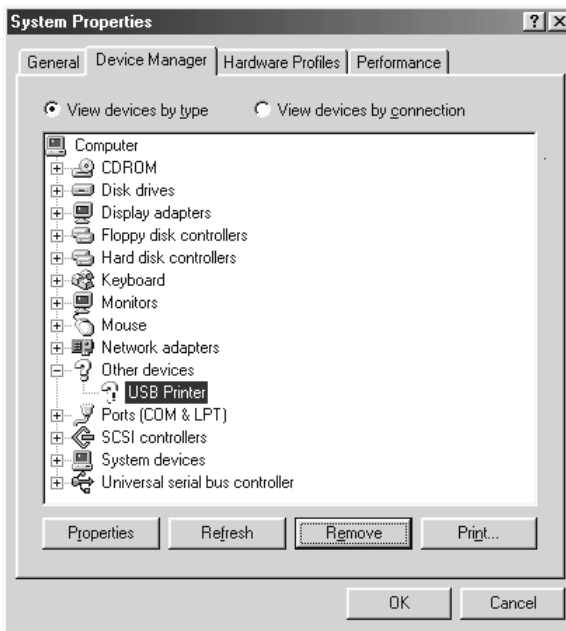 System Properties
General Device Manager Hardware Profiles Performance
View devices by type View devices by connection
Computer
CDROM
Disk drives
Display adapters
Floppy disk controllers
Hard disk controllers
Keyboard
Monitors
Mouse
Network adapters
Other devices
USB Printer
Ports (COM & LPT)
SCSI controllers
System devices
Universal serial bus controller
Properties Refresh Remove Print...
OK Cancel